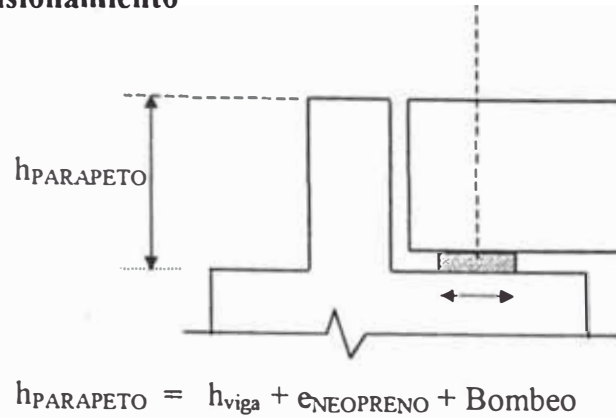 hPARAPETO
hPARAPETO = hviga + eNEOPRENO + Bombeo